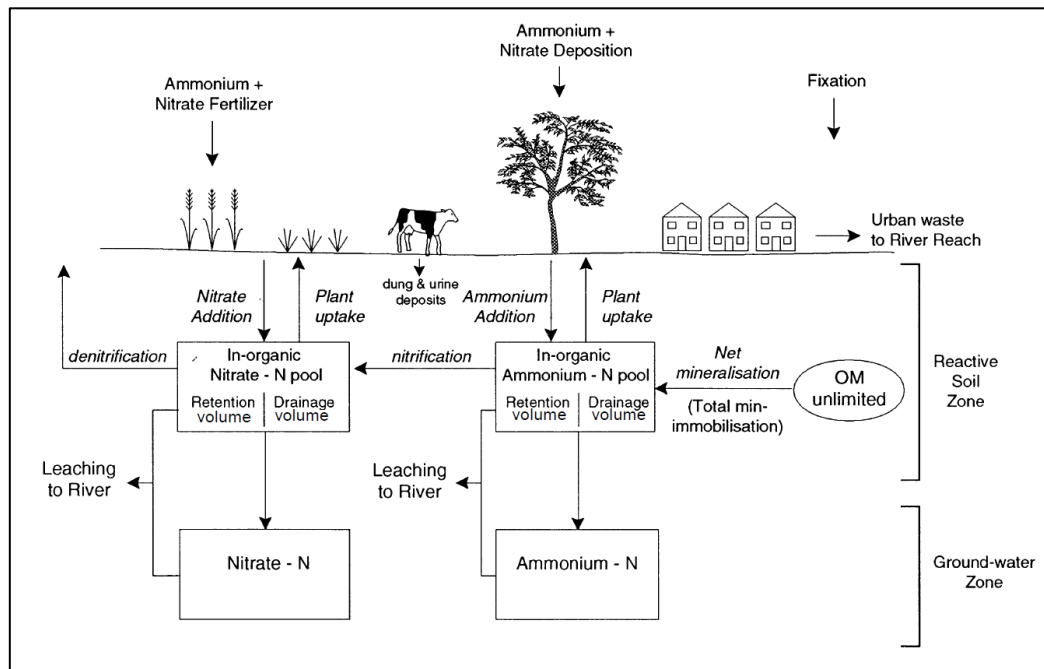 Ammonium +
Nitrate Deposition
Ammonium +
Nitrate Fertilizer
Fixation
Urban waste
to River Reach
dung & urine
deposits
Nitrate
Addition
Plant
uptake
Ammonium
Addition
Plant
uptake
denitrification
In-organic
Nitrate - N pool
Retention
volume
Drainage
volume
nitrification
In-organic
Ammonium - N pool
Retention
volume
Drainage
volume
Net
mineralisation
(Total min-
immobilisation)
OM
unlimited
Reactive
Soil
Zone
Leaching
to River
Leaching
to River
Nitrate - N
Ammonium - N
Ground-water
Zone